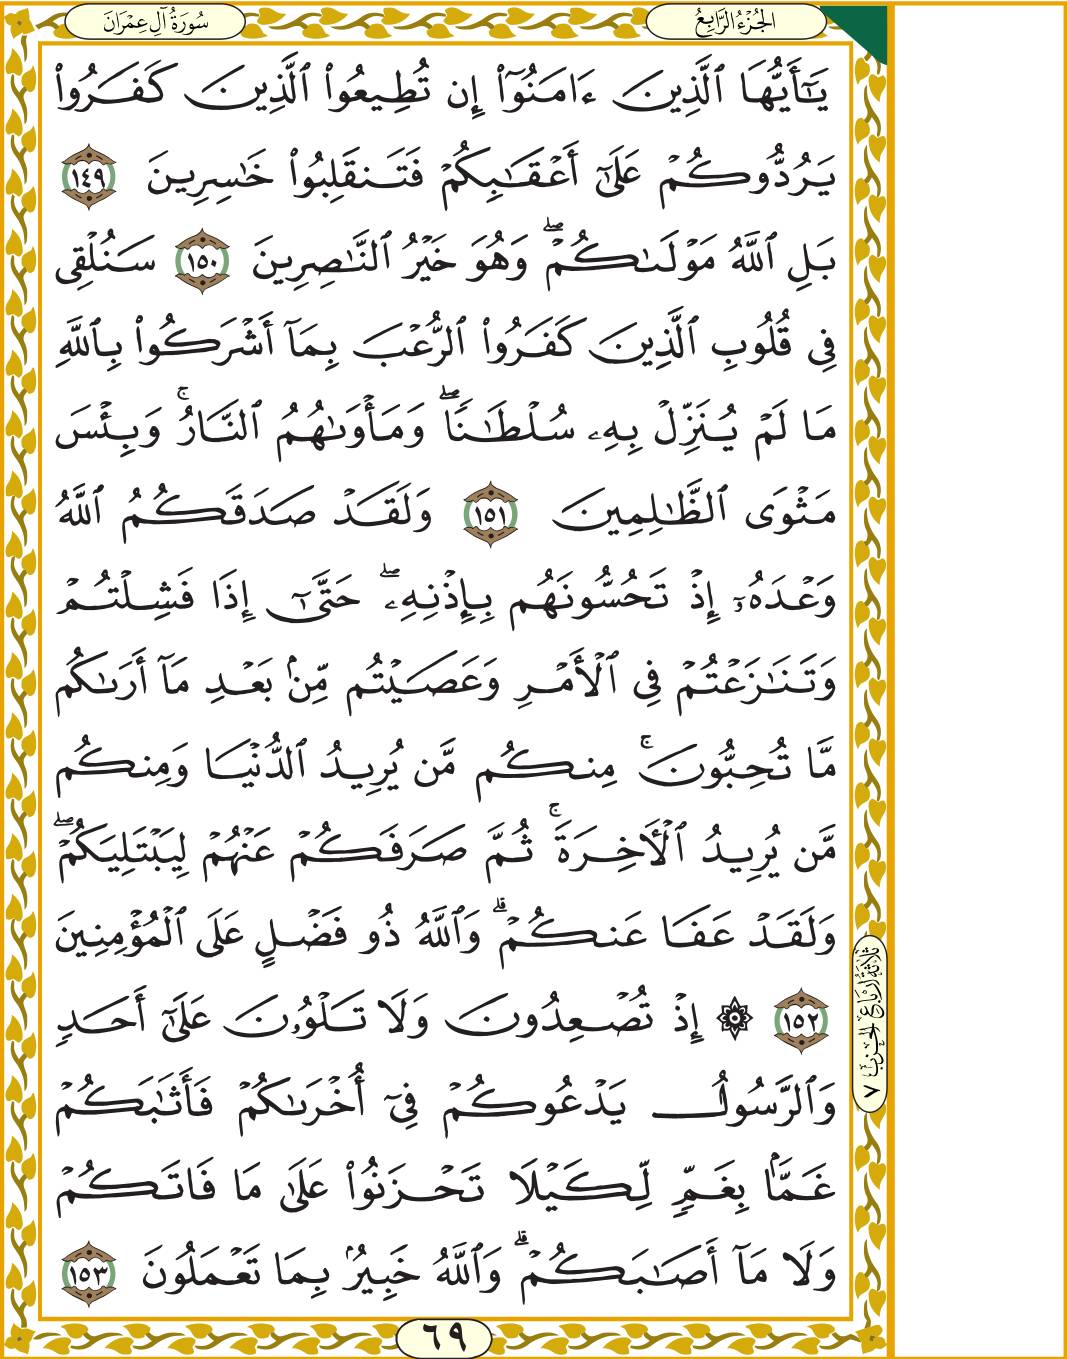 الجُزْءُ الرَّابِعُ
سُورَةُ آلِ عِمْرَانَ
يَٰٓأَيُّهَا ٱلَّذِينَ ءَامَنُوٓا۟ إِن تُطِيعُوا۟ ٱلَّذِينَ كَفَرُوا۟
يَرُدُّوكُمْ عَلَىٰٓ أَعْقَٰبِكُمْ فَتَنقَلِبُوا۟ خَٰسِرِينَ ١٤٩
بَلِ ٱللَّهُ مَوْلَىٰكُمْ ۖ وَهُوَ خَيْرُ ٱلنَّٰصِرِينَ ١٥٠ سَنُلْقِى
فِى قُلُوبِ ٱلَّذِينَ كَفَرُوا۟ ٱلرُّعْبَ بِمَآ أَشْرَكُوا۟ بِٱللَّهِ
مَا لَمْ يُنَزِّلْ بِهِۦ سُلْطَٰنًا ۖ وَمَأْوَىٰهُمُ ٱلنَّارُ ۚ وَبِئْسَ
مَثْوَى ٱلظَّٰلِمِينَ ١٥١ وَلَقَدْ صَدَقَكُمُ ٱللَّهُ
وَعْدَهُۥٓ إِذْ تَحُسُّونَهُم بِإِذْنِهِۦ ۖ حَتَّىٰٓ إِذَا فَشِلْتُمْ
وَتَنَٰزَعْتُمْ فِى ٱلْأَمْرِ وَعَصَيْتُم مِّنۢ بَعْدِ مَآ أَرَىٰكُم
مَّا تُحِبُّونَ ۚ مِنكُم مَّن يُرِيدُ ٱلدُّنْيَا وَمِنكُم
مَّن يُرِيدُ ٱلْءَاخِرَةَ ۚ ثُمَّ صَرَفَكُمْ عَنْهُمْ لِيَبْتَلِيَكُمْ ۖ
وَلَقَدْ عَفَا عَنكُمْ ۗ وَٱللَّهُ ذُو فَضْلٍ عَلَى ٱلْمُؤْمِنِينَ
١٥٢ ۞ إِذْ تُصْعِدُونَ وَلَا تَلْوُۥنَ عَلَىٰٓ أَحَدٍ
وَٱلرَّسُولُ يَدْعُوكُمْ فِىٓ أُخْرَىٰكُمْ فَأَثَٰبَكُمْ
غَمًّۢا بِغَمٍّ لِّكَيْلَا تَحْزَنُوا۟ عَلَىٰ مَا فَاتَكُمْ
وَلَا مَآ أَصَٰبَكُمْ ۗ وَٱللَّهُ خَبِيرٌۢ بِمَا تَعْمَلُونَ ١٥٣
ثلاثة أرباع الحزب ٧
٦٩